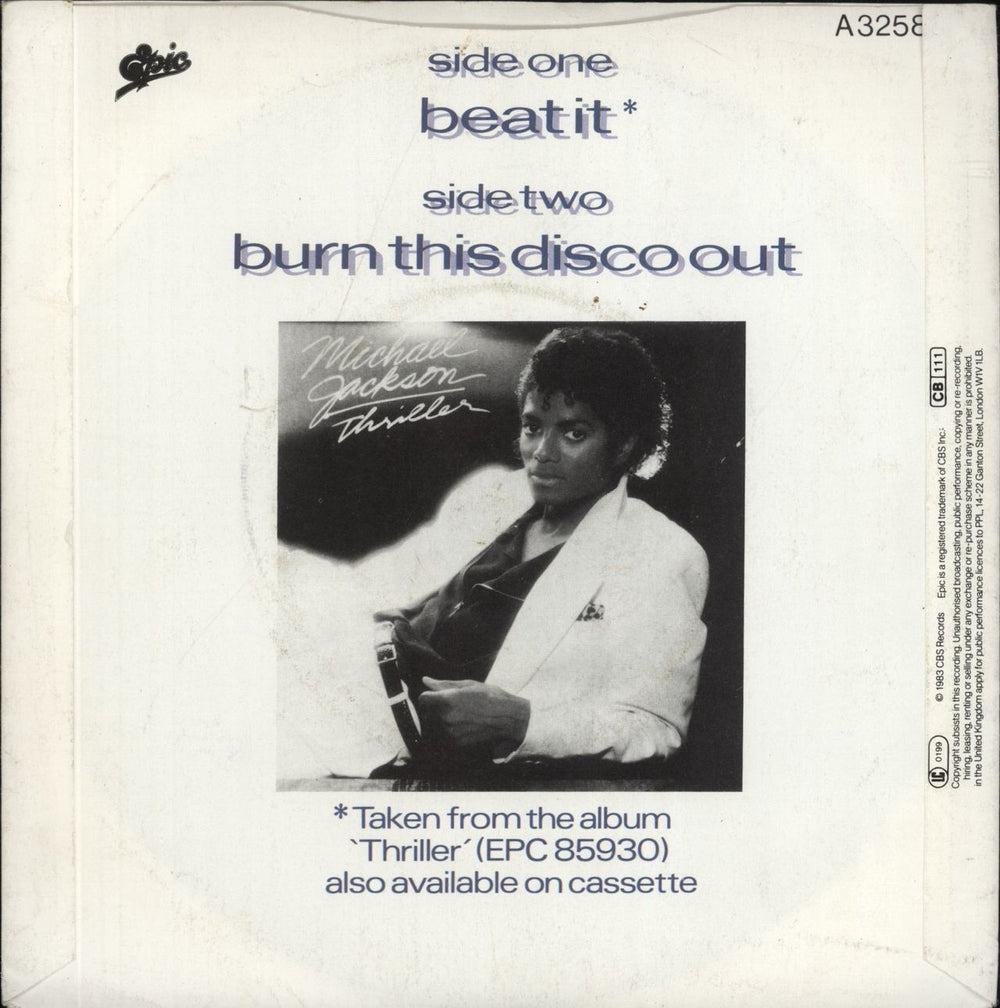 Epic
A3258
side one
beat it*
side two
burn this disco out
Michael
Jackson
Thriller
*Taken from the album
`Thriller´ (EPC 85930)
also available on cassette
LC 0199
© 1983 CBS Records Epic is a registered trademark of CBS Inc.
CB 111
Copyright subsists in this recording. Unauthorised broadcasting, public performance, copying or re-recording,
hiring, leasing, renting or selling under any exchange or re-purchase scheme in any manner is prohibited.
in the United Kingdom apply for public performance licences to PPL, 14-22 Ganton Street, London W1V 1LB.